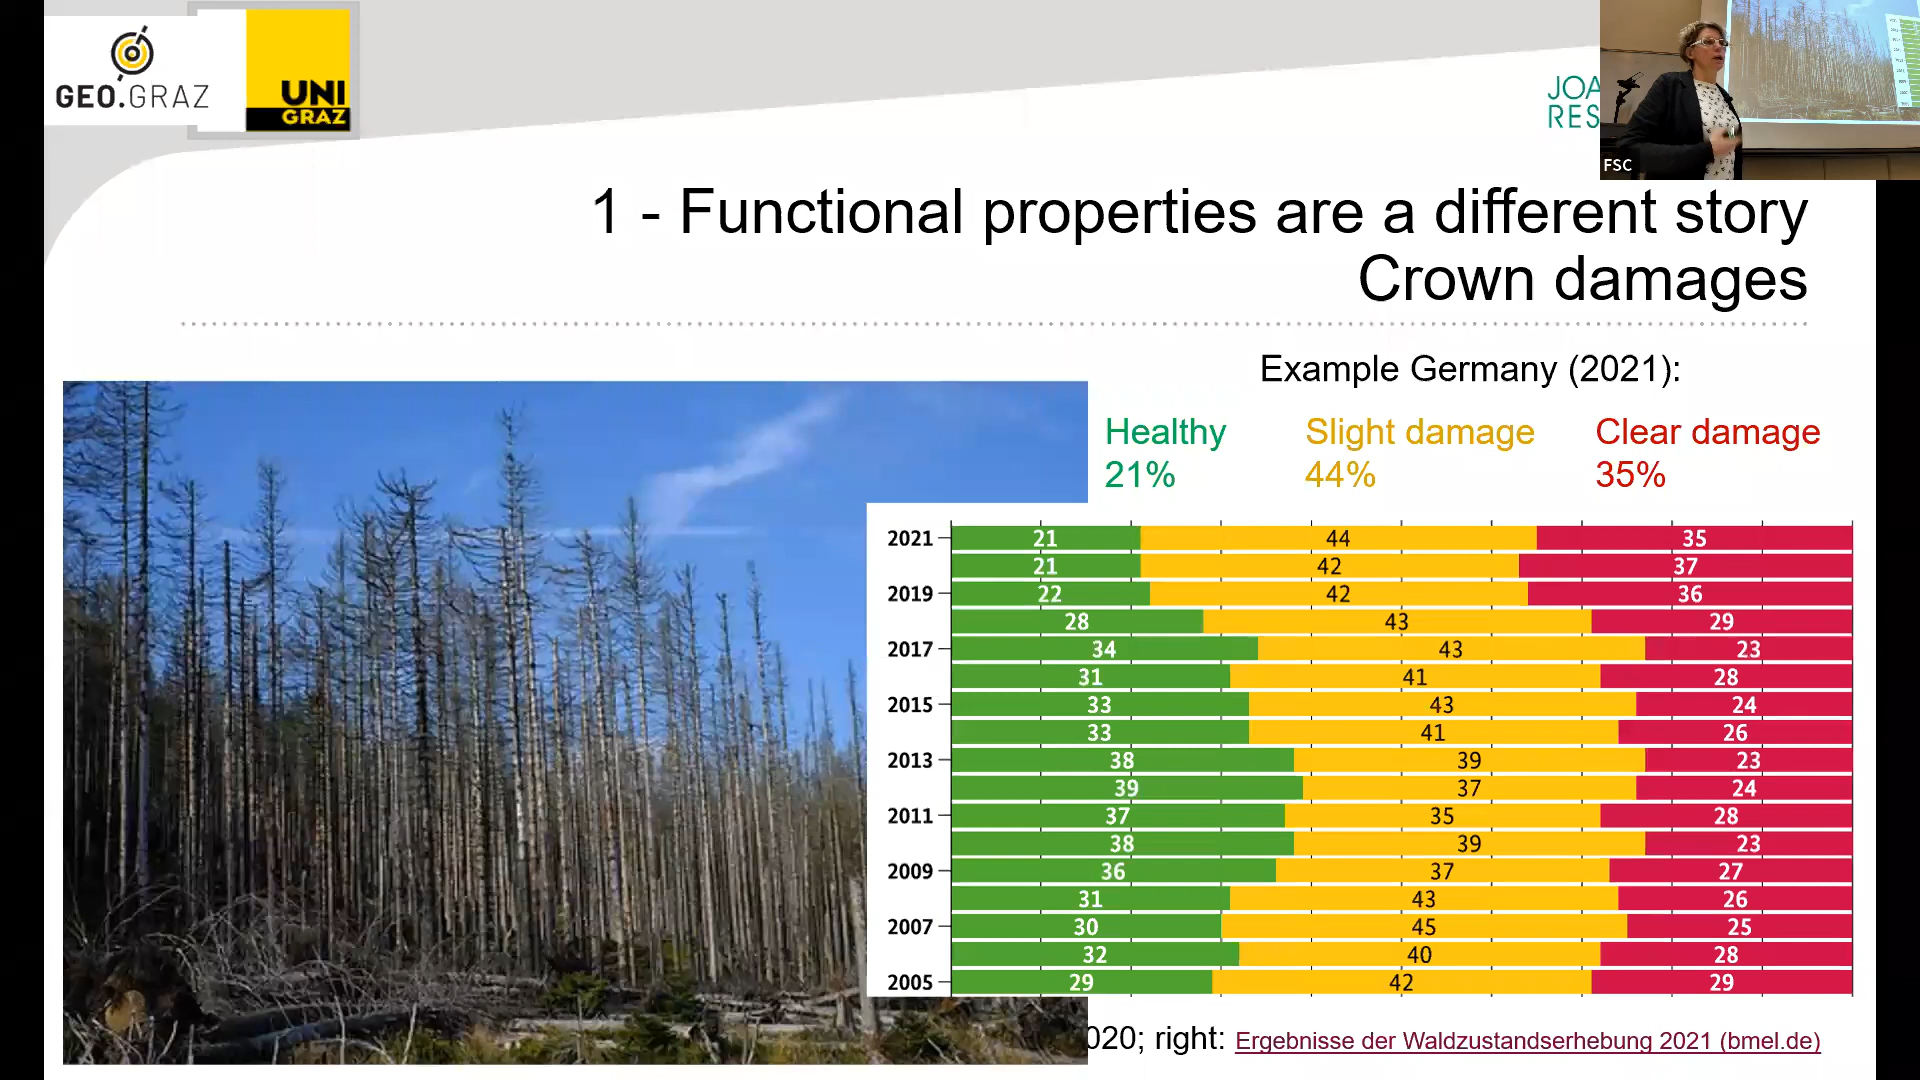 GEO.GRAZ
UNI
GRAZ
JOA
RES
FSC
1 - Functional properties are a different story
Crown damages
Example Germany (2021):
Healthy Slight damage Clear damage
21% 44% 35%
2021 21 44 35
21 42 37
2019 22 42 36
28 43 29
2017 34 43 23
31 41 28
2015 33 43 24
33 41 26
2013 38 39 23
39 37 24
2011 37 35 28
38 39 23
2009 36 37 27
31 43 26
2007 30 45 25
32 40 28
2005 29 42 29
020; right: Ergebnisse der Waldzustandserhebung 2021 (bmel.de)